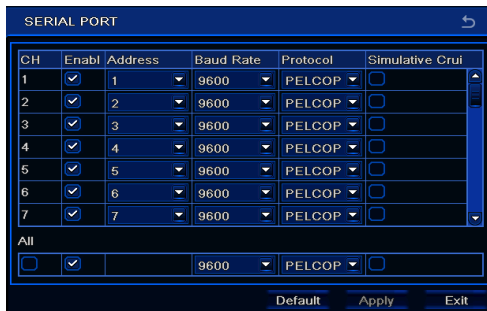 SERIAL PORT
CH Enabl Address Baud Rate Protocol Simulative Crui
1 1 9600 PELCOP
2 2 9600 PELCOP
3 3 9600 PELCOP
4 4 9600 PELCOP
5 5 9600 PELCOP
6 6 9600 PELCOP
7 7 9600 PELCOP
All
9600 PELCOP
Default Apply Exit